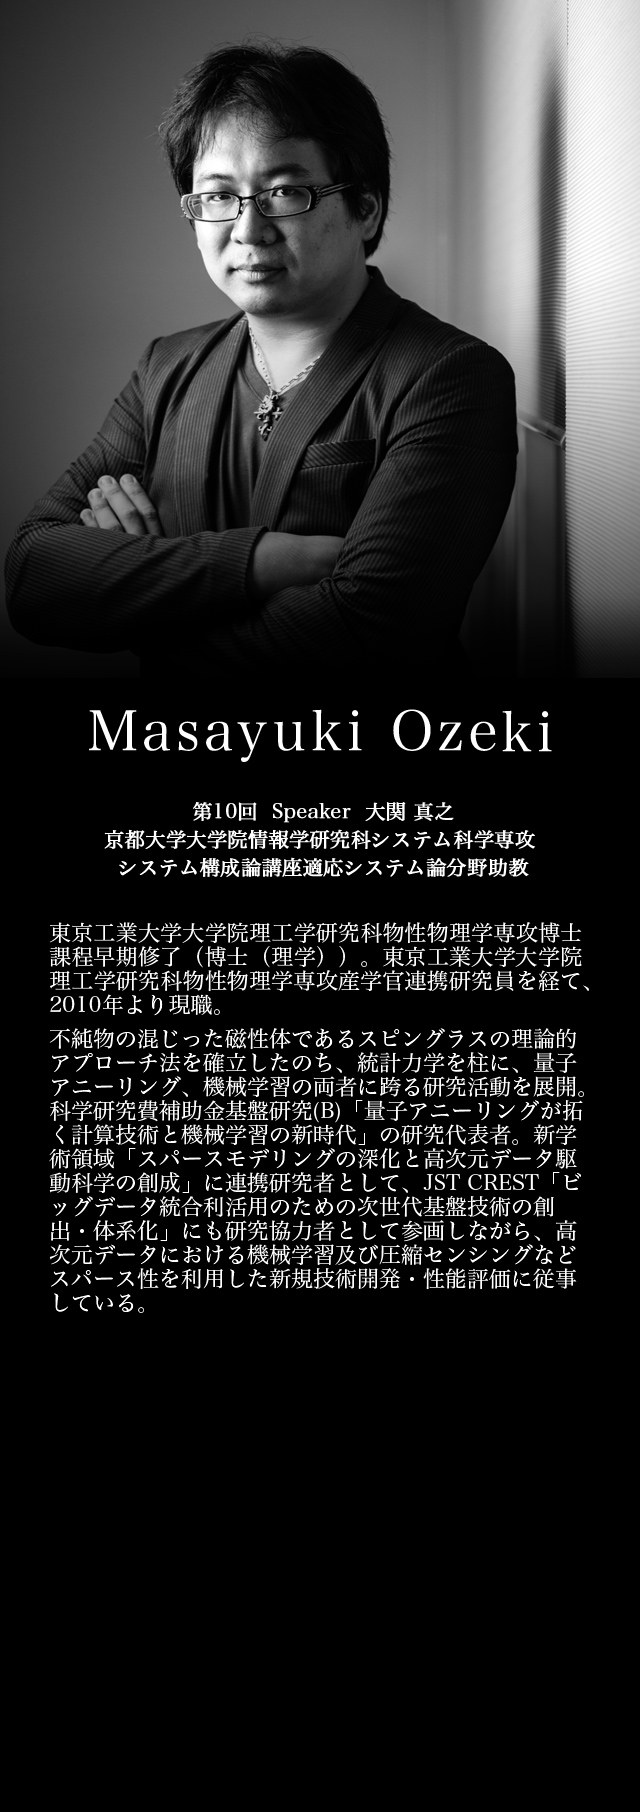 Masayuki Ozeki
第10回 Speaker 大関 真之
京都大学大学院情報学研究科システム科学専攻
システム構成論講座適応システム論分野助教
東京工業大学大学院理工学研究科物性物理学専攻博士
課程早期修了（博士（理学））。東京工業大学大学院
理工学研究科物性物理学専攻産学官連携研究員を経て、
2010年より現職。
不純物の混じった磁性体であるスピングラスの理論的
アプローチ法を確立したのち、統計力学を柱に、量子
アニーリング、機械学習の両者に跨る研究活動を展開。
科学研究費補助金基盤研究(B)「量子アニーリングが拓
く計算技術と機械学習の新時代」の研究代表者。新学
術領域「スパースモデリングの深化と高次元データ駆
動科学の創成」に連携研究者として、JST CREST「ビ
ッグデータ統合利活用のための次世代基盤技術の創
出・体系化」にも研究協力者として参画しながら、高
次元データにおける機械学習及び圧縮センシングなど
スパース性を利用した新規技術開発・性能評価に従事
している。